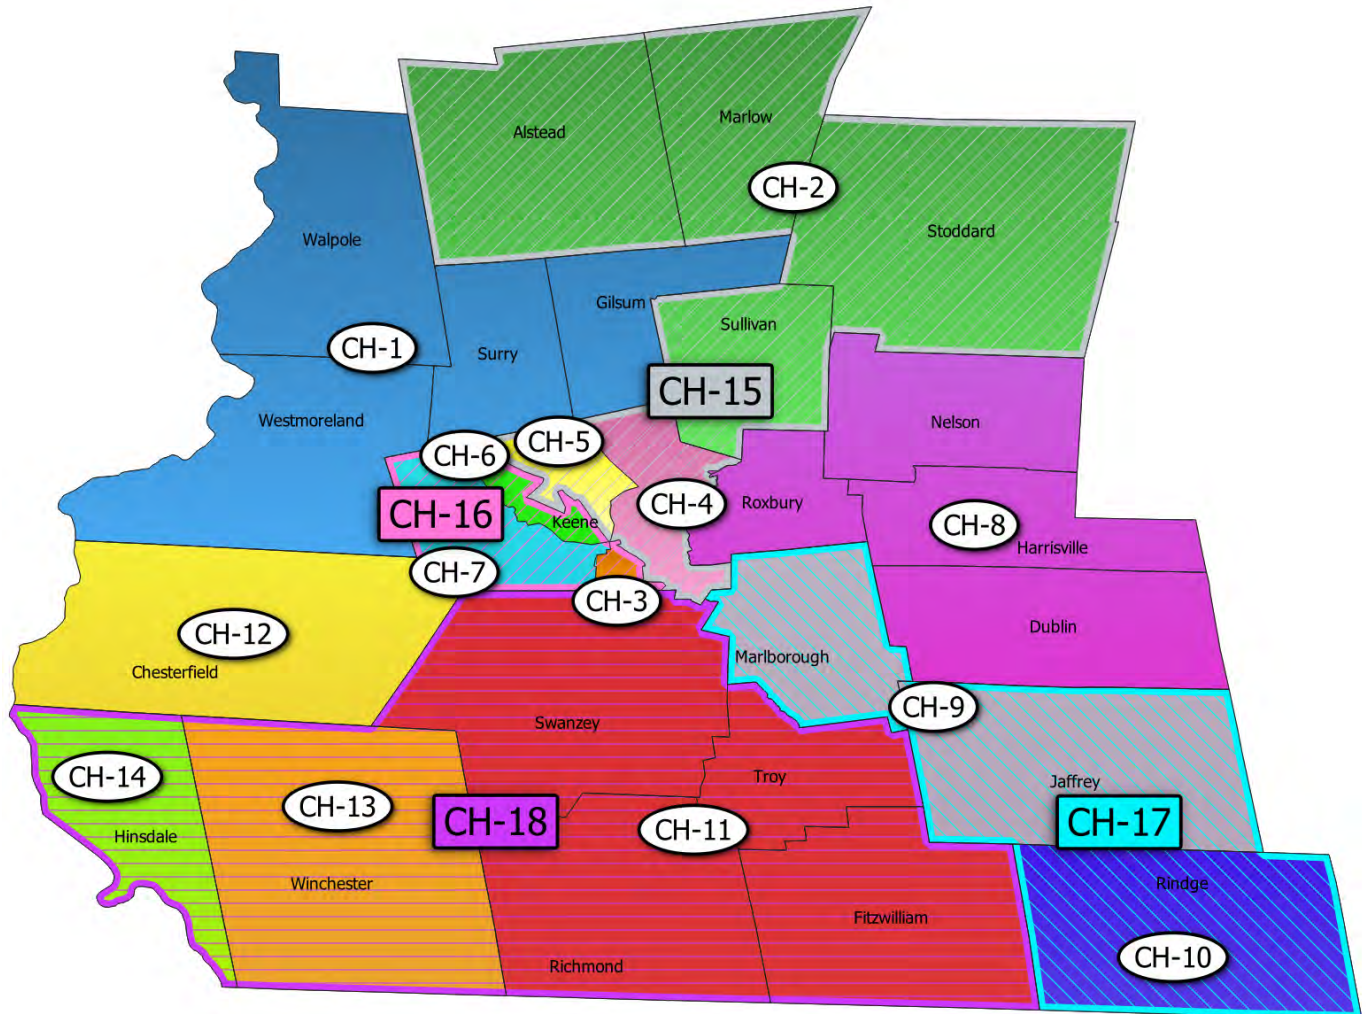 Marlow
Alstead
CH-2
Stoddard
Walpole
Gilsum
Sullivan
CH-1
Surry
CH-15
Westmoreland
Nelson
CH-5
CH-6
CH-4
Roxbury
CH-16
Keene
CH-8
Harrisville
CH-7
CH-3
Dublin
CH-12
Marlborough
Chesterfield
CH-9
Swanzey
CH-14
Troy
Jaffrey
CH-13
CH-18
CH-11
CH-17
Hinsdale
Winchester
Rindge
Fitzwilliam
CH-10
Richmond